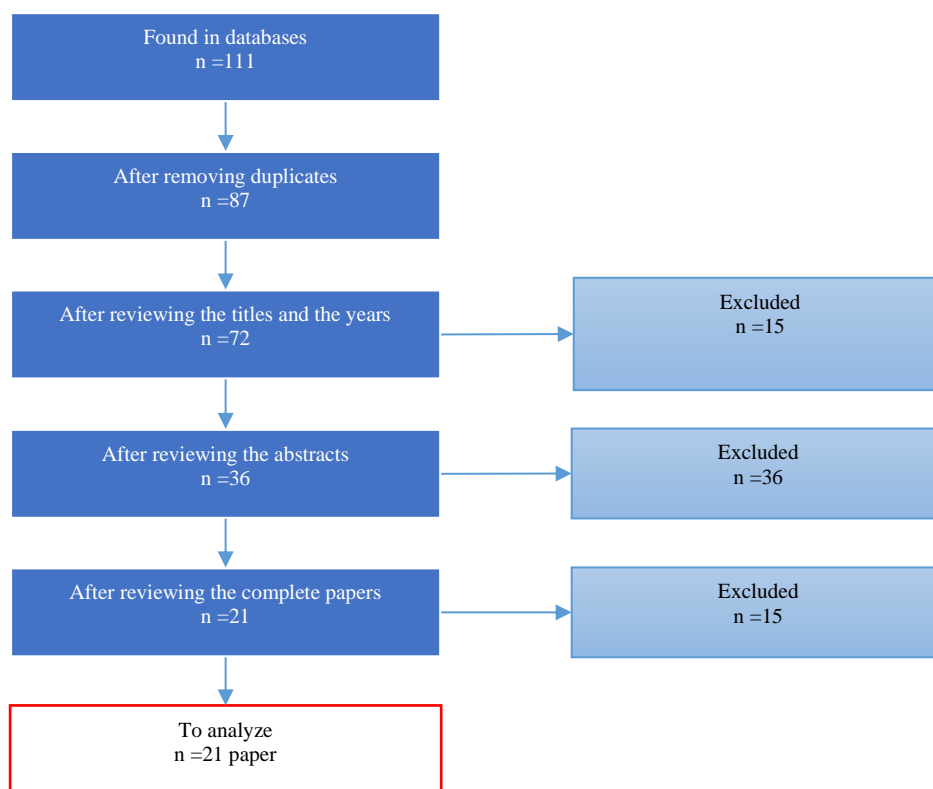 Found in databases
n =111
After removing duplicates
n =87
After reviewing the titles and the years
n =72
Excluded
n =15
After reviewing the abstracts
n =36
Excluded
n =36
After reviewing the complete papers
n =21
Excluded
n =15
To analyze
n =21 paper